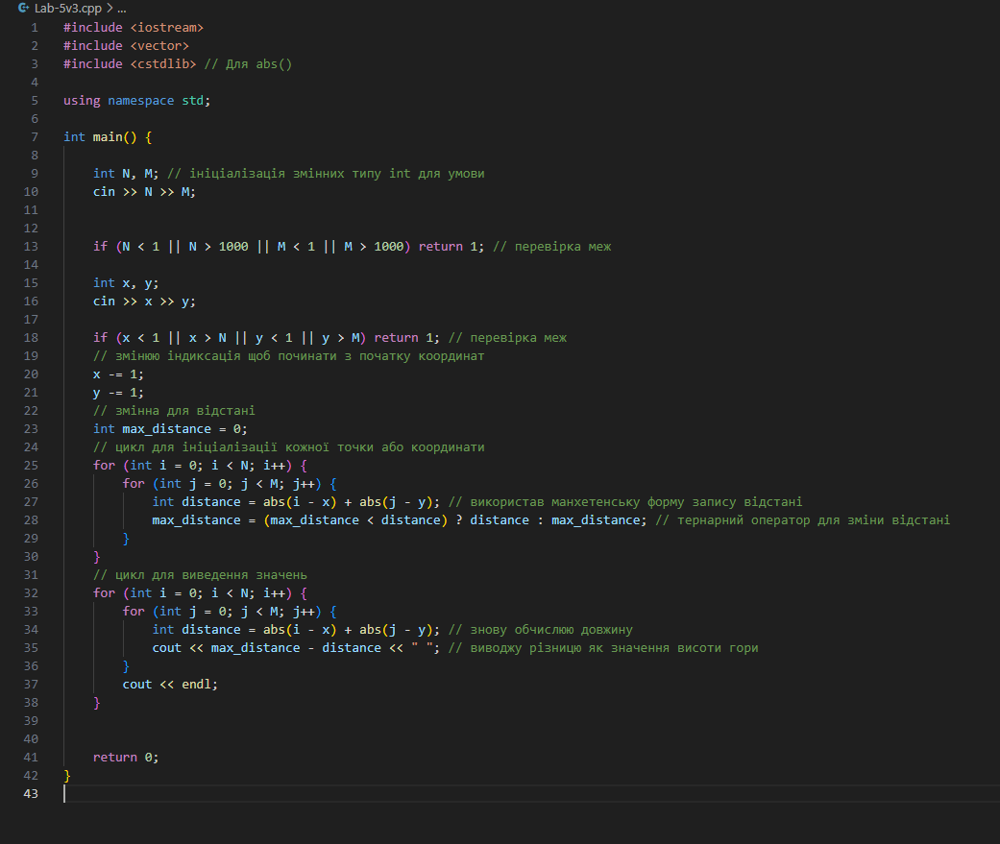 Lab-5v3.cpp > ...
1 #include <iostream>
2 #include <vector>
3 #include <cstdlib> // Для abs()
4
5 using namespace std;
6
7 int main() {
8
9     int N, M; // ініціалізація змінних типу int для умови
10     cin >> N >> M;
11
12
13     if (N < 1 || N > 1000 || M < 1 || M > 1000) return 1; // перевірка меж
14
15     int x, y;
16     cin >> x >> y;
17
18     if (x < 1 || x > N || y < 1 || y > M) return 1; // перевірка меж
19     // змінюю індиксація щоб починати з початку координат
20     x -= 1;
21     y -= 1;
22     // змінна для відстані
23     int max_distance = 0;
24     // цикл для ініціалізації кожної точки або координати
25     for (int i = 0; i < N; i++) {
26         for (int j = 0; j < M; j++) {
27             int distance = abs(i - x) + abs(j - y); // використав манхетенську форму запису відстані
28             max_distance = (max_distance < distance) ? distance : max_distance; // тернарний оператор для зміни відстані
29         }
30     }
31     // цикл для виведення значень
32     for (int i = 0; i < N; i++) {
33         for (int j = 0; j < M; j++) {
34             int distance = abs(i - x) + abs(j - y); // знову обчислюю довжину
35             cout << max_distance - distance << " "; // виводжу різницю як значення висоти гори
36         }
37         cout << endl;
38     }
39
40
41     return 0;
42 }
43